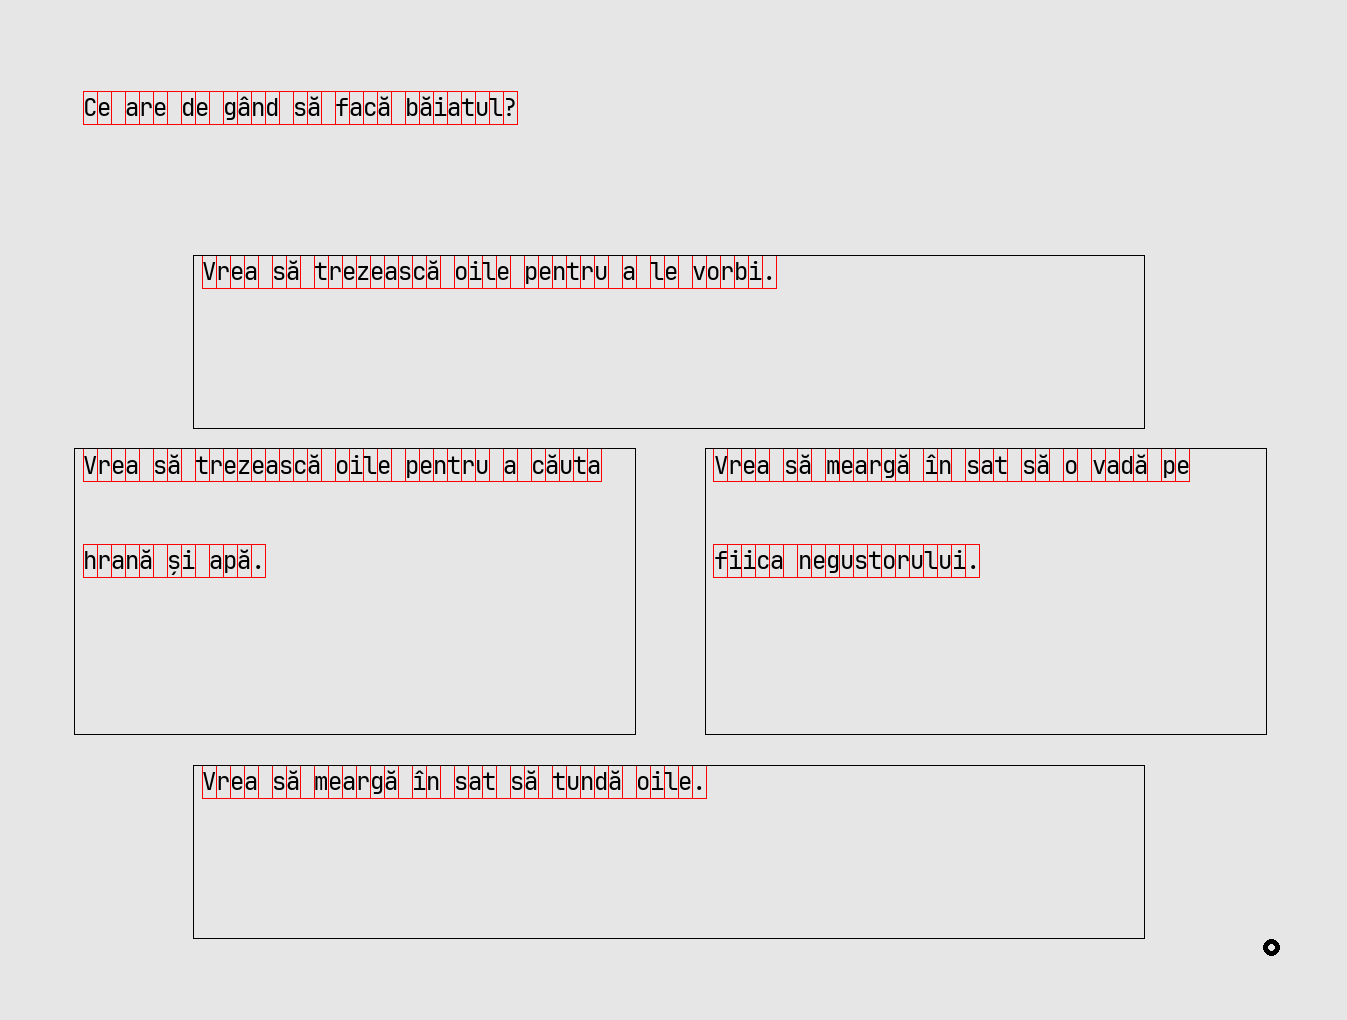 Ce are de gând să facă băiatul?
Vrea să trezească oile pentru a le vorbi.
Vrea să trezească oile pentru a căuta
hrană și apă.
Vrea să meargă în sat să o vadă pe
fiica negustorului.
Vrea să meargă în sat să tundă oile.